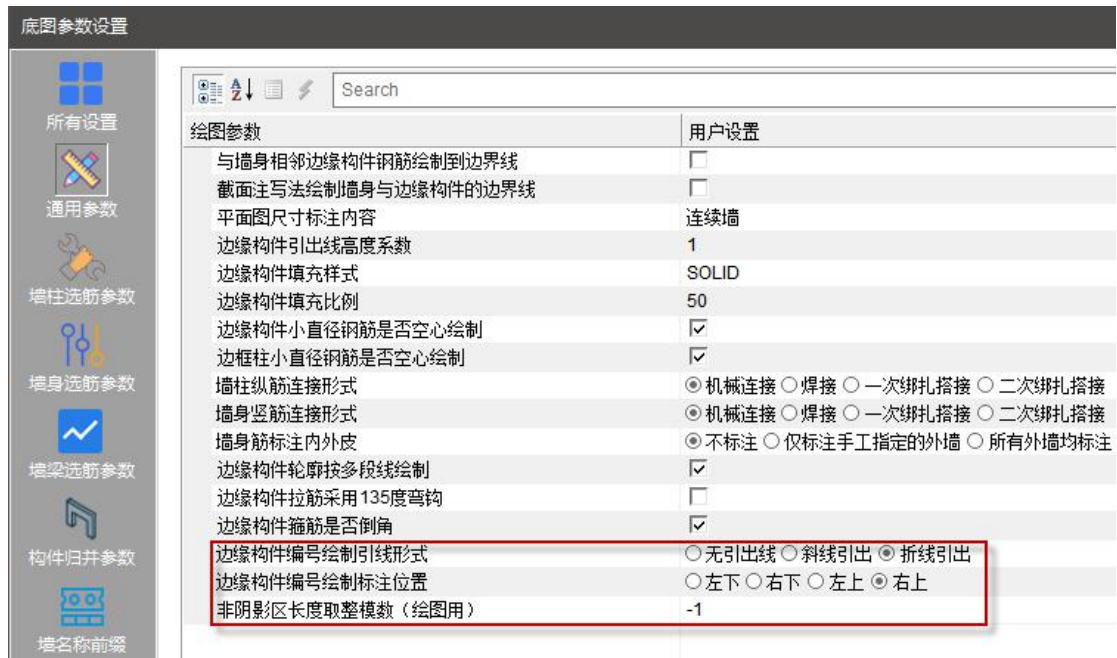 底图参数设置
所有设置
通用参数
墙柱选筋参数
墙身选筋参数
墙梁选筋参数
构件归并参数
墙名称前缀
Search
绘图参数 用户设置
与墙身相邻边缘构件钢筋绘制到边界线
截面注写法绘制墙身与边缘构件的边界线
平面图尺寸标注内容 连续墙
边缘构件引出线高度系数 1
边缘构件填充样式 SOLID
边缘构件填充比例 50
边缘构件小直径钢筋是否空心绘制
边框柱小直径钢筋是否空心绘制
墙柱纵筋连接形式 机械连接 焊接 一次绑扎搭接 二次绑扎搭接
墙身竖筋连接形式 机械连接 焊接 一次绑扎搭接 二次绑扎搭接
墙身筋标注内外皮 不标注 仅标注手工指定的外墙 所有外墙均标注
边缘构件轮廓按多段线绘制
边缘构件拉筋采用135度弯钩
边缘构件箍筋是否倒角
边缘构件编号绘制引线形式 无引出线 斜线引出 折线引出
边缘构件编号绘制标注位置 左下 右下 左上 右上
非阴影区长度取整模数（绘图用） -1